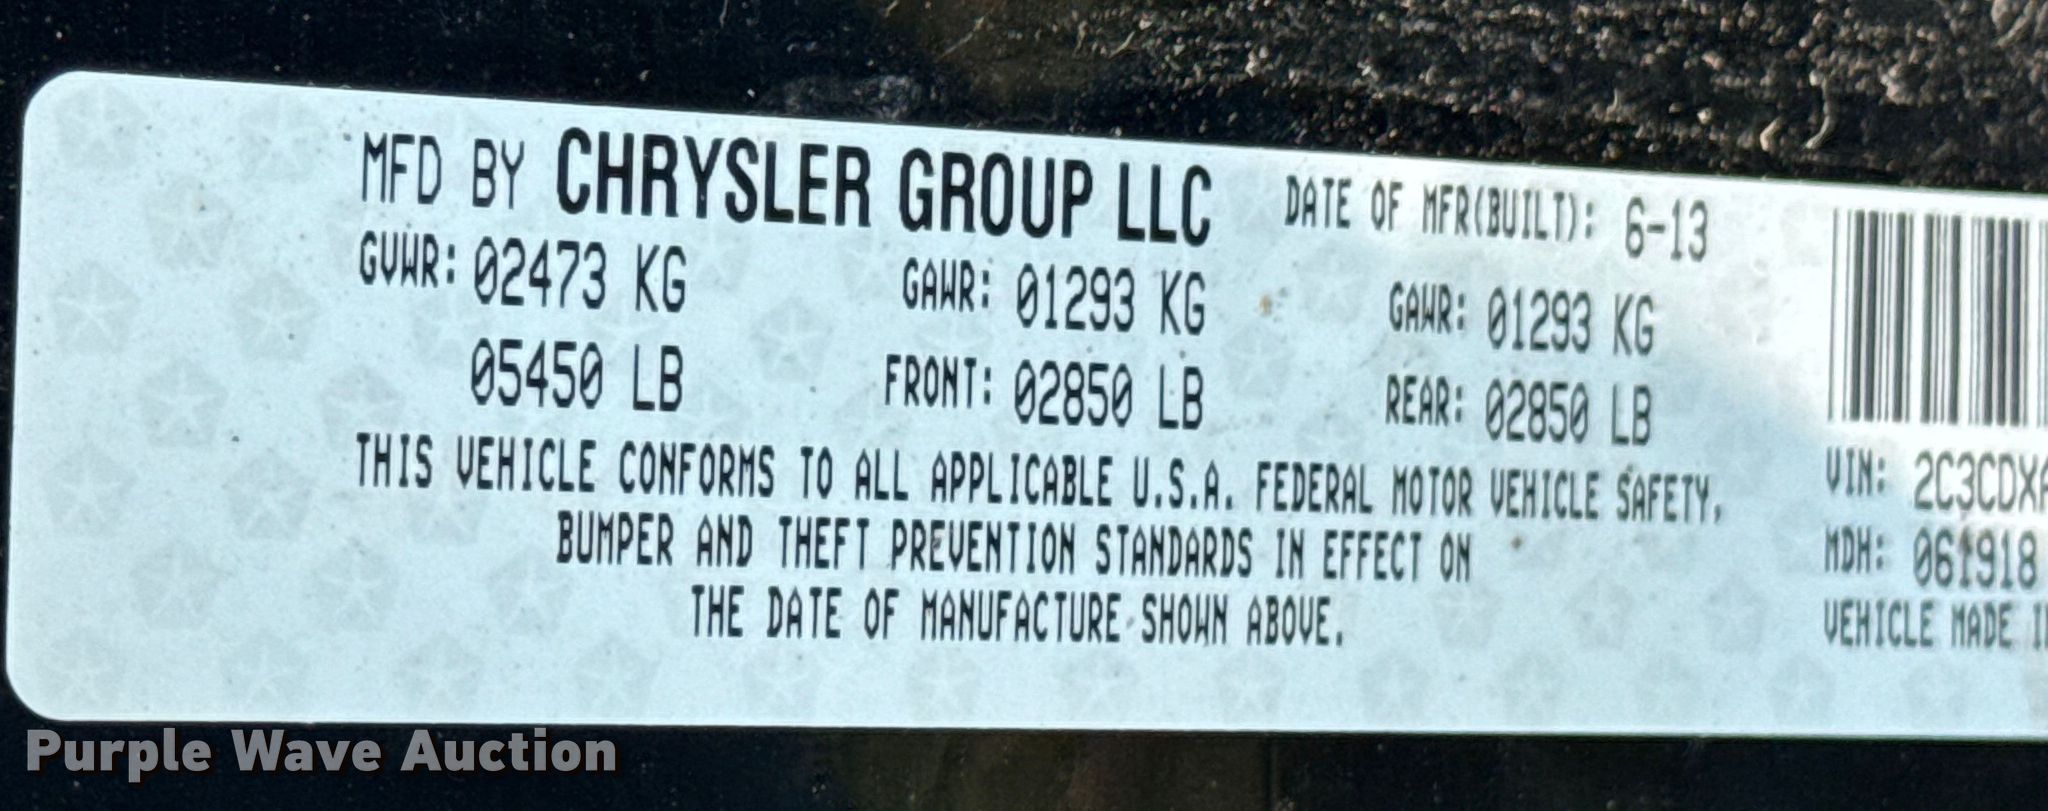 MFD BY CHRYSLER GROUP LLC DATE OF MFR(BUILT): 6-13
GVWR: 02473 KG GAWR: 01293 KG GAWR: 01293 KG
05450 LB FRONT: 02850 LB REAR: 02850 LB
THIS VEHICLE CONFORMS TO ALL APPLICABLE U.S.A. FEDERAL MOTOR VEHICLE SAFETY,
BUMPER AND THEFT PREVENTION STANDARDS IN EFFECT ON
THE DATE OF MANUFACTURE SHOWN ABOVE.
VIN: 2C3CDXA
MDH: 061918
VEHICLE MADE I
Purple Wave Auction